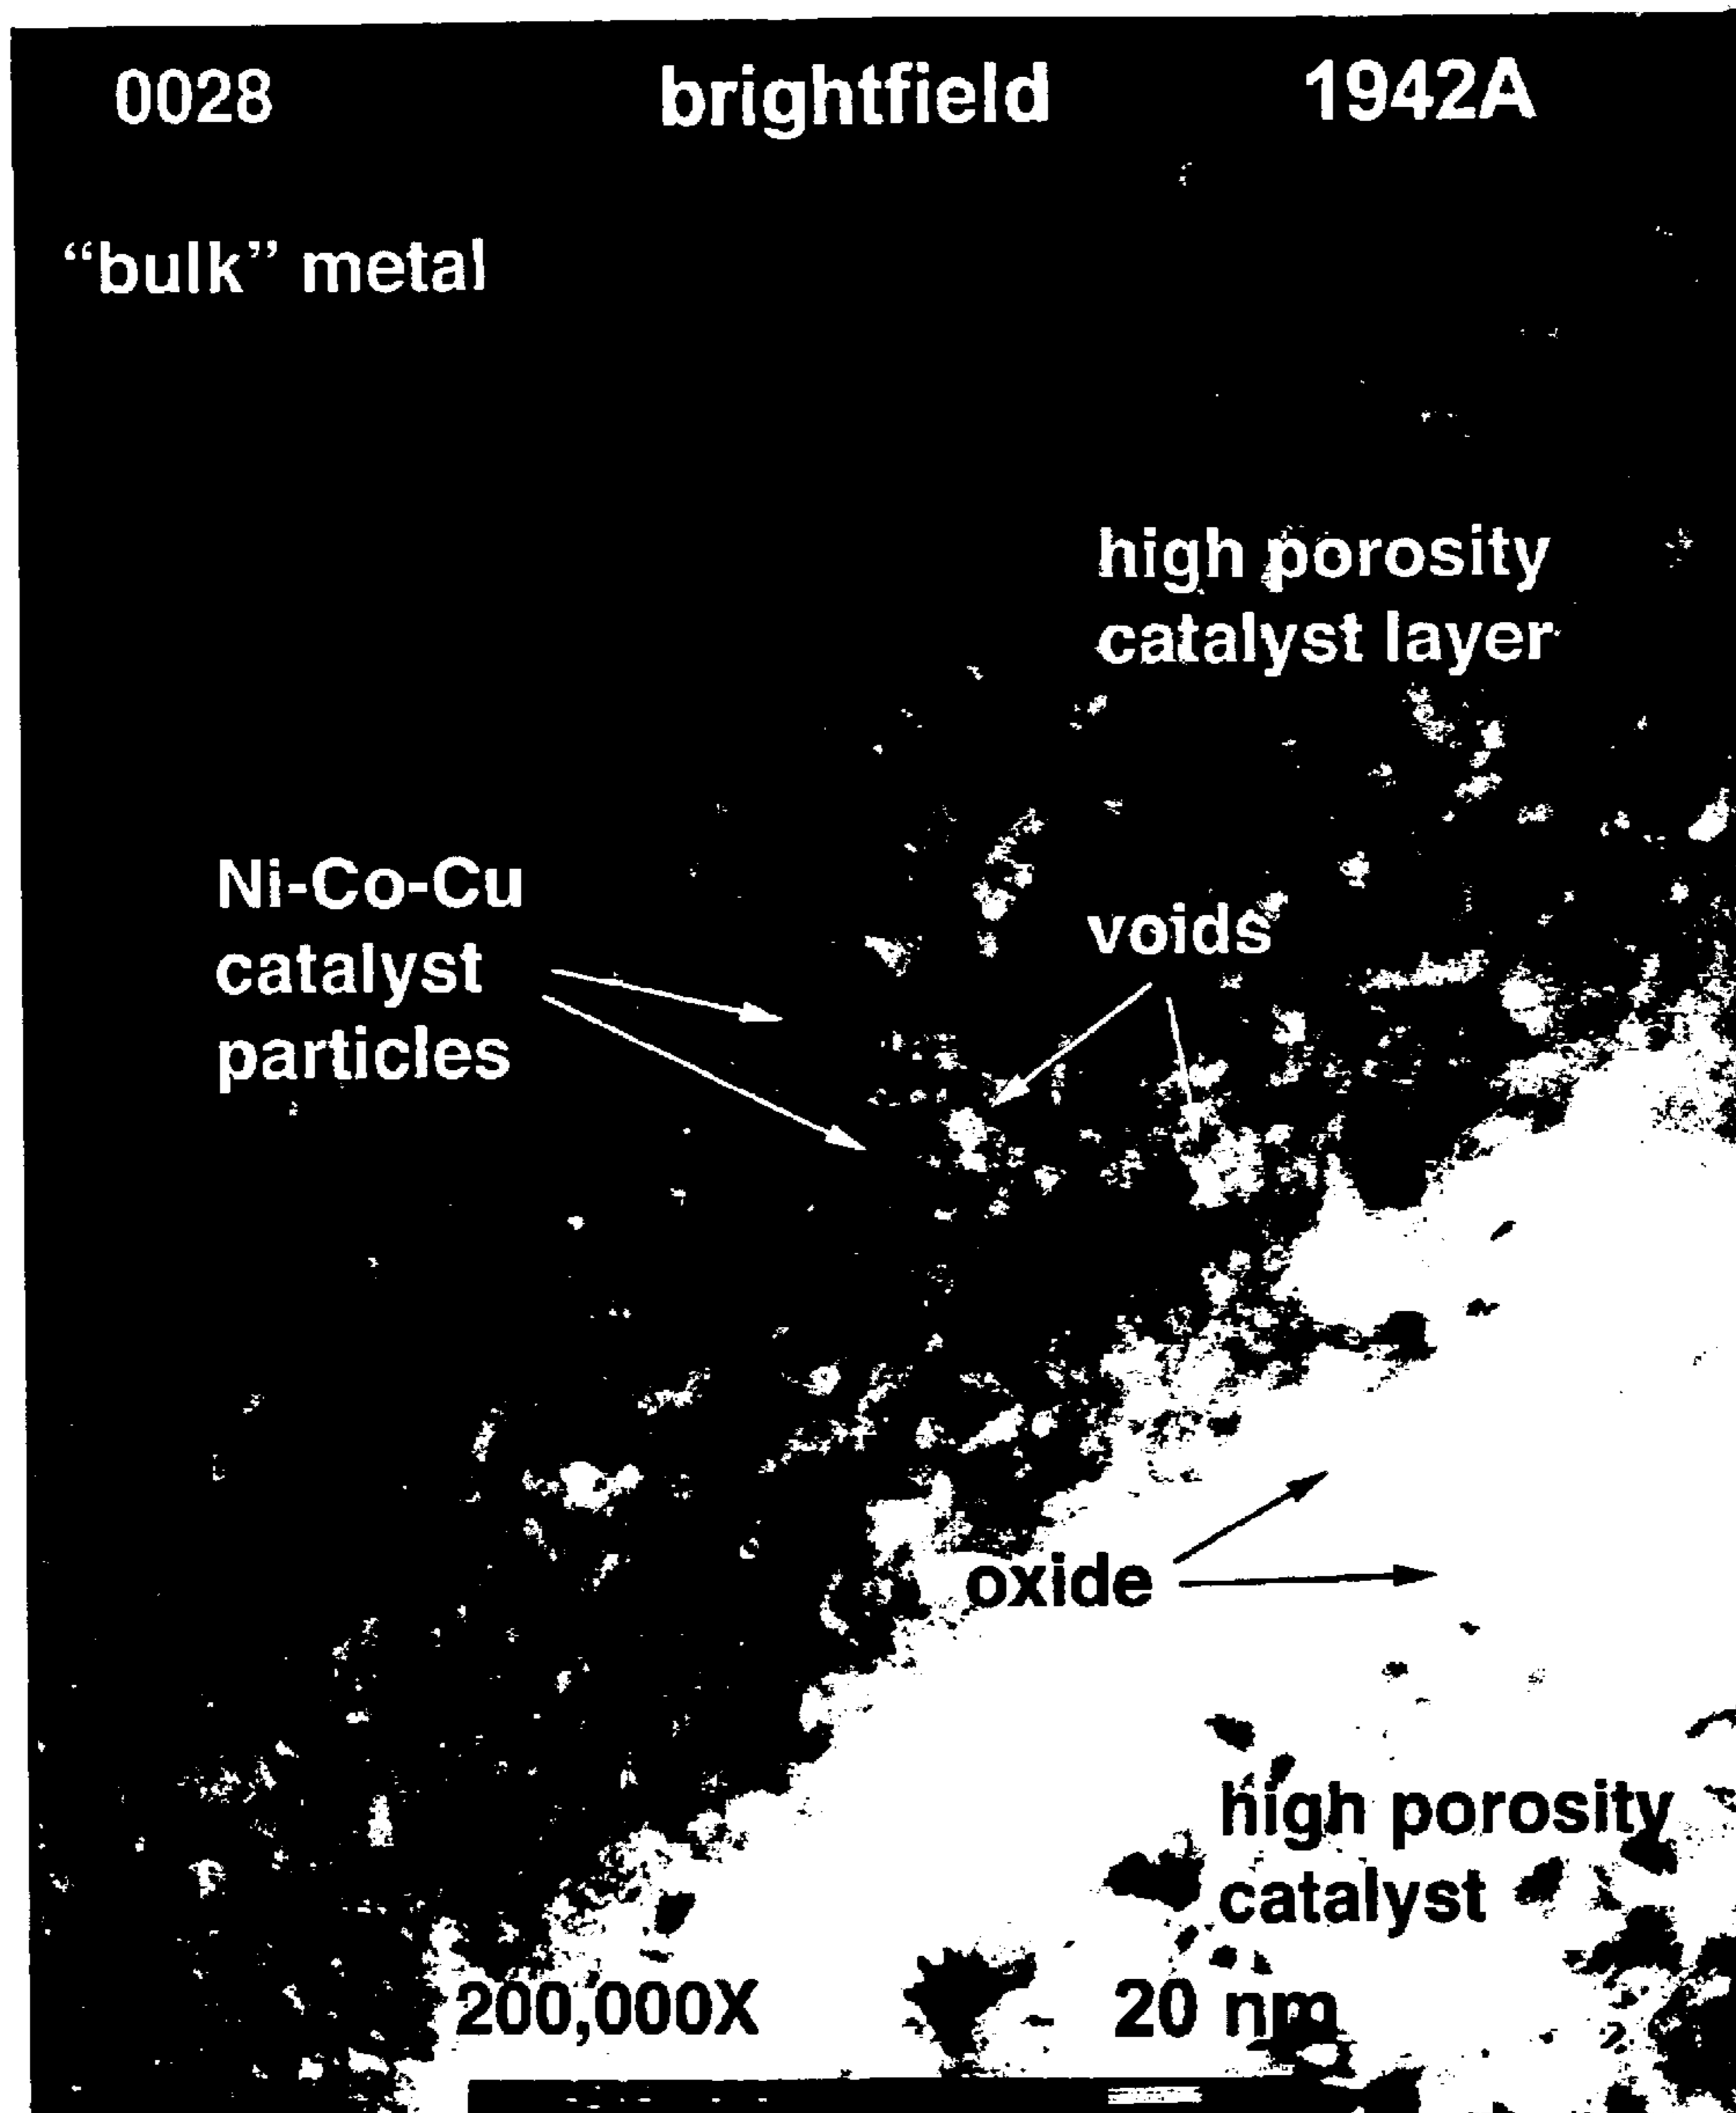 0028 brightfield 1942A
“bulk” metal
high porosity
catalyst layer
Ni-Co-Cu
catalyst
particles
voids
oxide
high porosity
catalyst
200,000X 20 nm